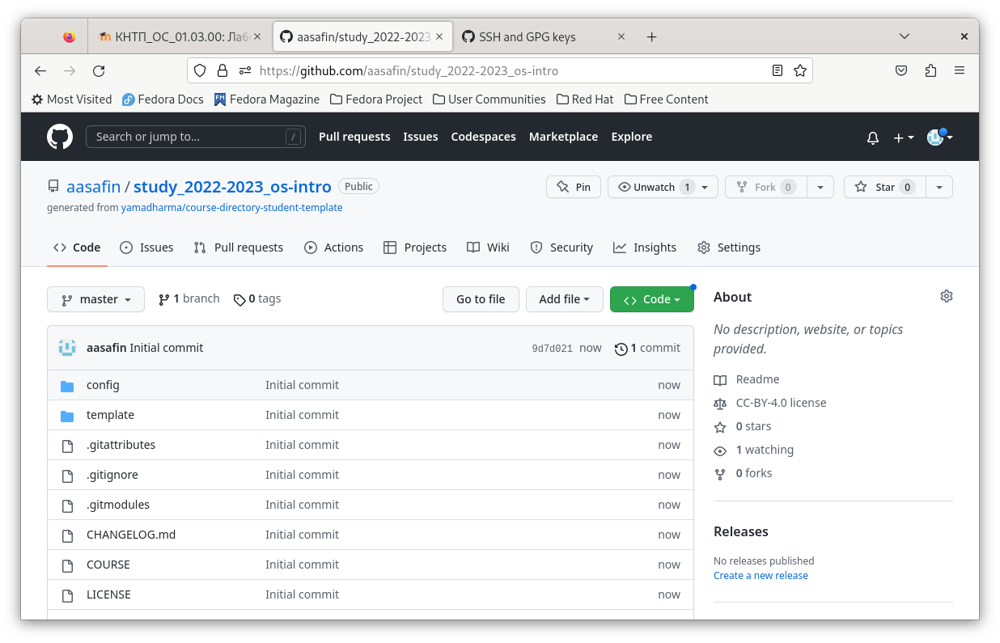 КНТП_ОС_01.03.00: Лаб
aasafin/study_2022-2023_
SSH and GPG keys
https://github.com/aasafin/study_2022-2023_os-intro
Most Visited Fedora Docs Fedora Magazine Fedora Project User Communities Red Hat Free Content
Search or jump to... / Pull requests Issues Codespaces Marketplace Explore
aasafin / study_2022-2023_os-intro Public Pin Unwatch 1 Fork 0 Star 0
generated from yamadharma/course-directory-student-template
Code Issues Pull requests Actions Projects Wiki Security Insights Settings
master 1 branch 0 tags Go to file Add file Code
aasafin Initial commit 9d7d021 now 1 commit
config Initial commit now
template Initial commit now
.gitattributes Initial commit now
.gitignore Initial commit now
.gitmodules Initial commit now
CHANGELOG.md Initial commit now
COURSE Initial commit now
LICENSE Initial commit now
About
No description, website, or topics
provided.
Readme
CC-BY-4.0 license
0 stars
1 watching
0 forks
Releases
No releases published
Create a new release